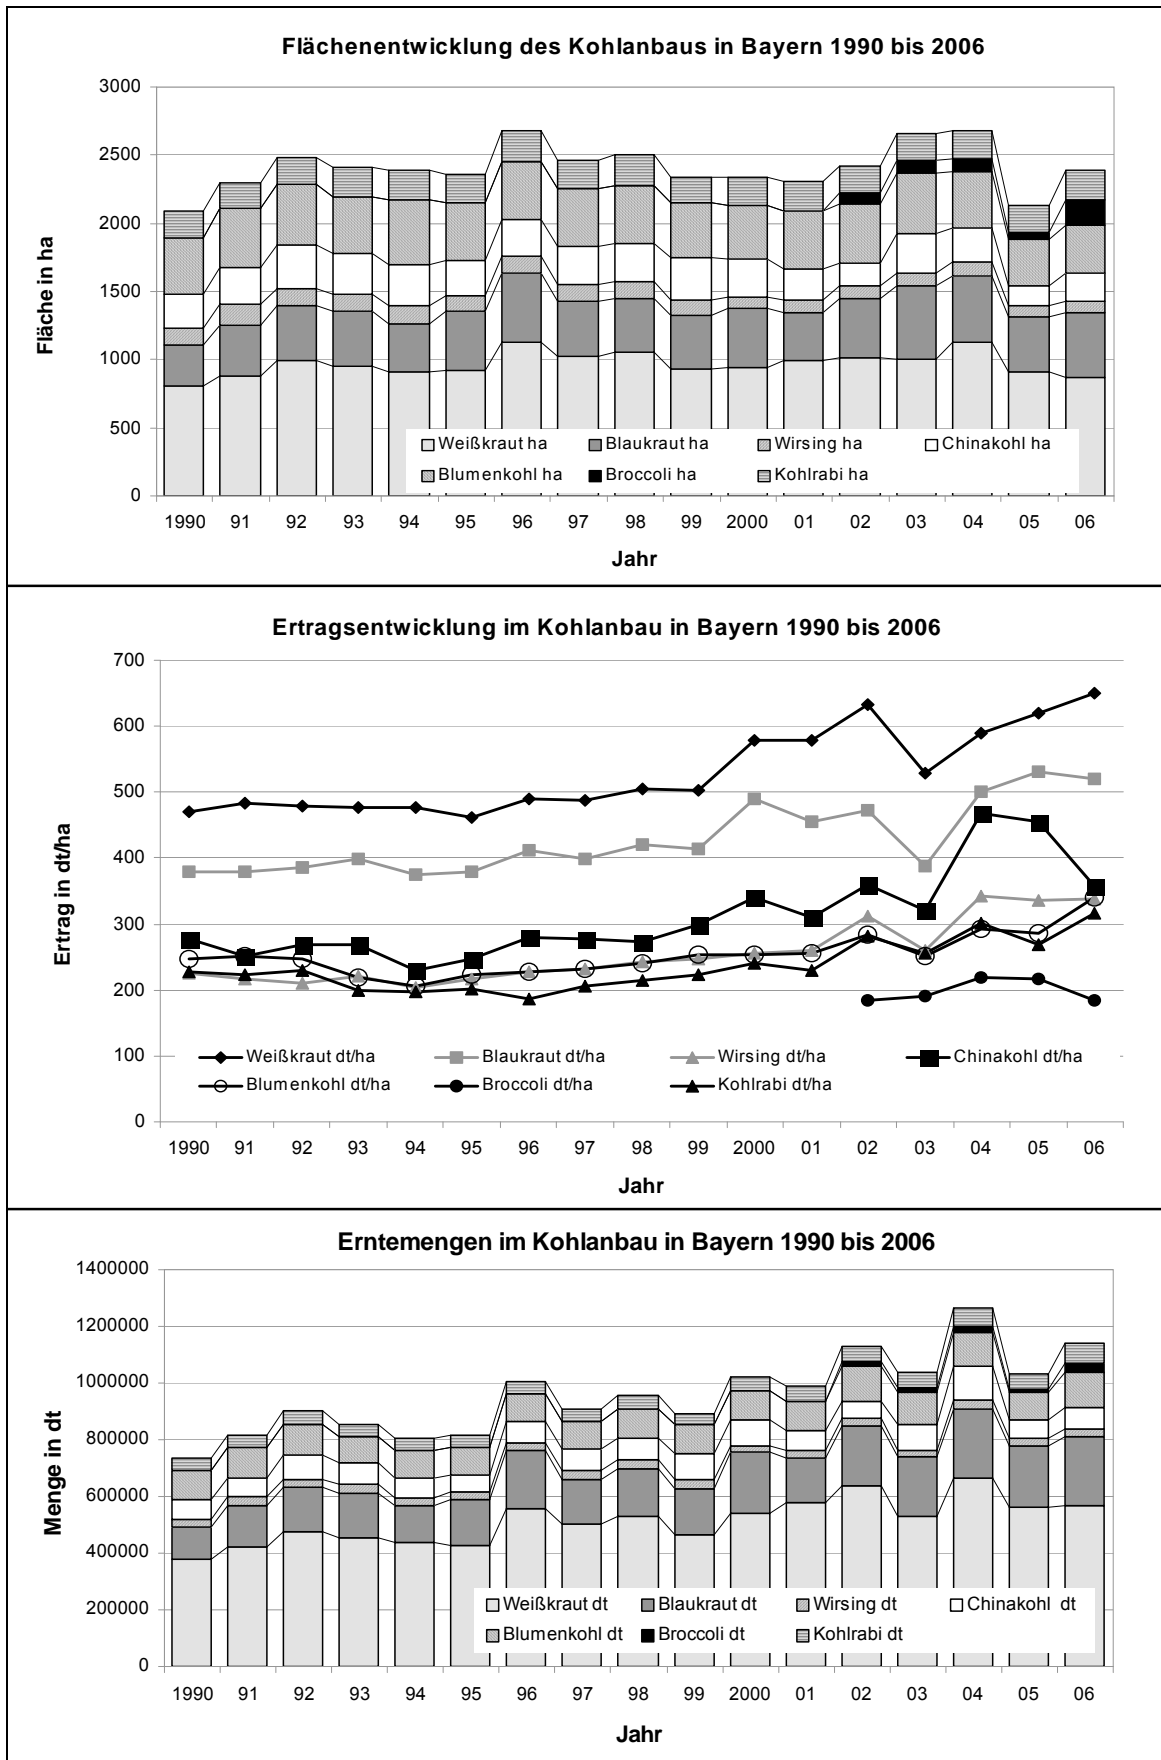 Flächenentwicklung des Kohlanbaus in Bayern 1990 bis 2006
3000
2500
2000
1500
1000
500
0
Fläche in ha
Weißkraut ha Blaukraut ha Wirsing ha Chinakohl ha
Blumenkohl ha Broccoli ha Kohlrabi ha
1990 91 92 93 94 95 96 97 98 99 2000 01 02 03 04 05 06
Jahr
Ertragsentwicklung im Kohlanbau in Bayern 1990 bis 2006
700
600
500
400
300
200
100
0
Ertrag in dt/ha
Weißkraut dt/ha Blaukraut dt/ha Wirsing dt/ha Chinakohl dt/ha
Blumenkohl dt/ha Broccoli dt/ha Kohlrabi dt/ha
1990 91 92 93 94 95 96 97 98 99 2000 01 02 03 04 05 06
Jahr
Erntemengen im Kohlanbau in Bayern 1990 bis 2006
1400000
1200000
1000000
800000
600000
400000
200000
0
Menge in dt
Weißkraut dt Blaukraut dt Wirsing dt Chinakohl dt
Blumenkohl dt Broccoli dt Kohlrabi dt
1990 91 92 93 94 95 96 97 98 99 2000 01 02 03 04 05 06
Jahr